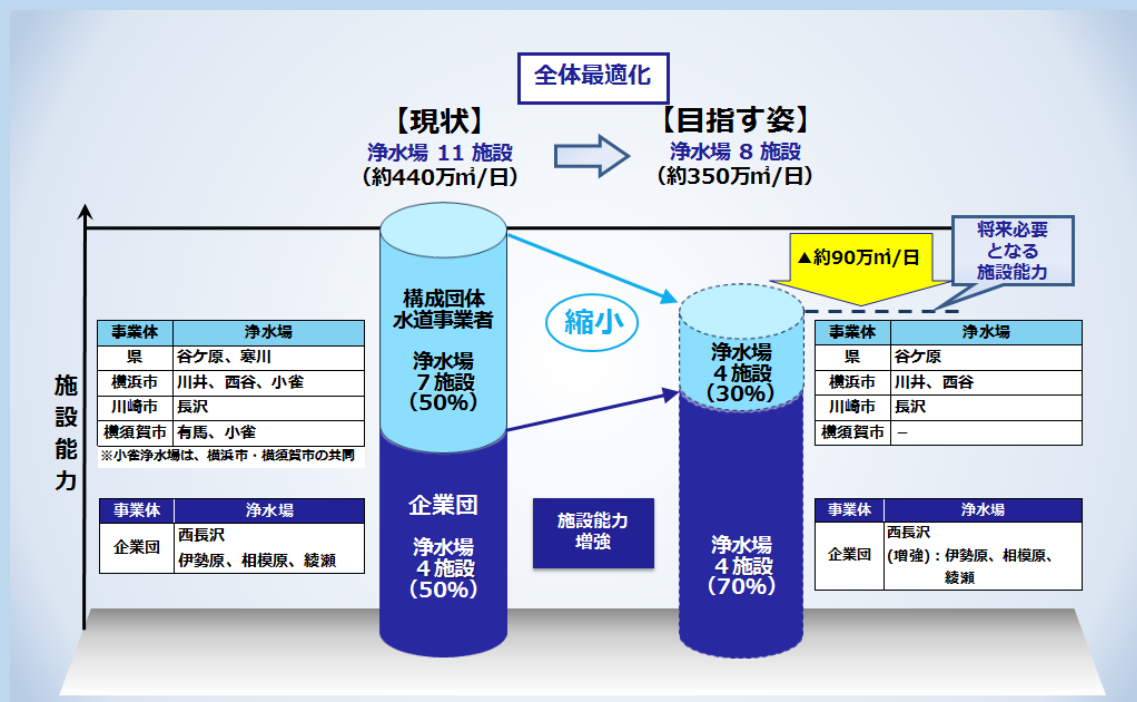 全体最適化
【現状】
浄水場 11 施設
（約440万㎥/日）
【目指す姿】
浄水場 8 施設
（約350万㎥/日）
施設能力
構成団体
水道事業者
浄水場
７施設
（50%）
企業団
浄水場
４施設
（50%）
縮小
施設能力
増強
▲約90万㎥/日
将来必要
となる
施設能力
浄水場
４施設
（30%）
浄水場
４施設
（70%）
事業体 浄水場
県 谷ケ原、寒川
横浜市 川井、西谷、小雀
川崎市 長沢
横須賀市 有馬、小雀
※小雀浄水場は、横浜市・横須賀市の共同
事業体 浄水場
企業団 西長沢
伊勢原、相模原、綾瀬
事業体 浄水場
県 谷ケ原
横浜市 川井、西谷
川崎市 長沢
横須賀市 －
事業体 浄水場
企業団 西長沢
(増強)：伊勢原、相模原、
綾瀬